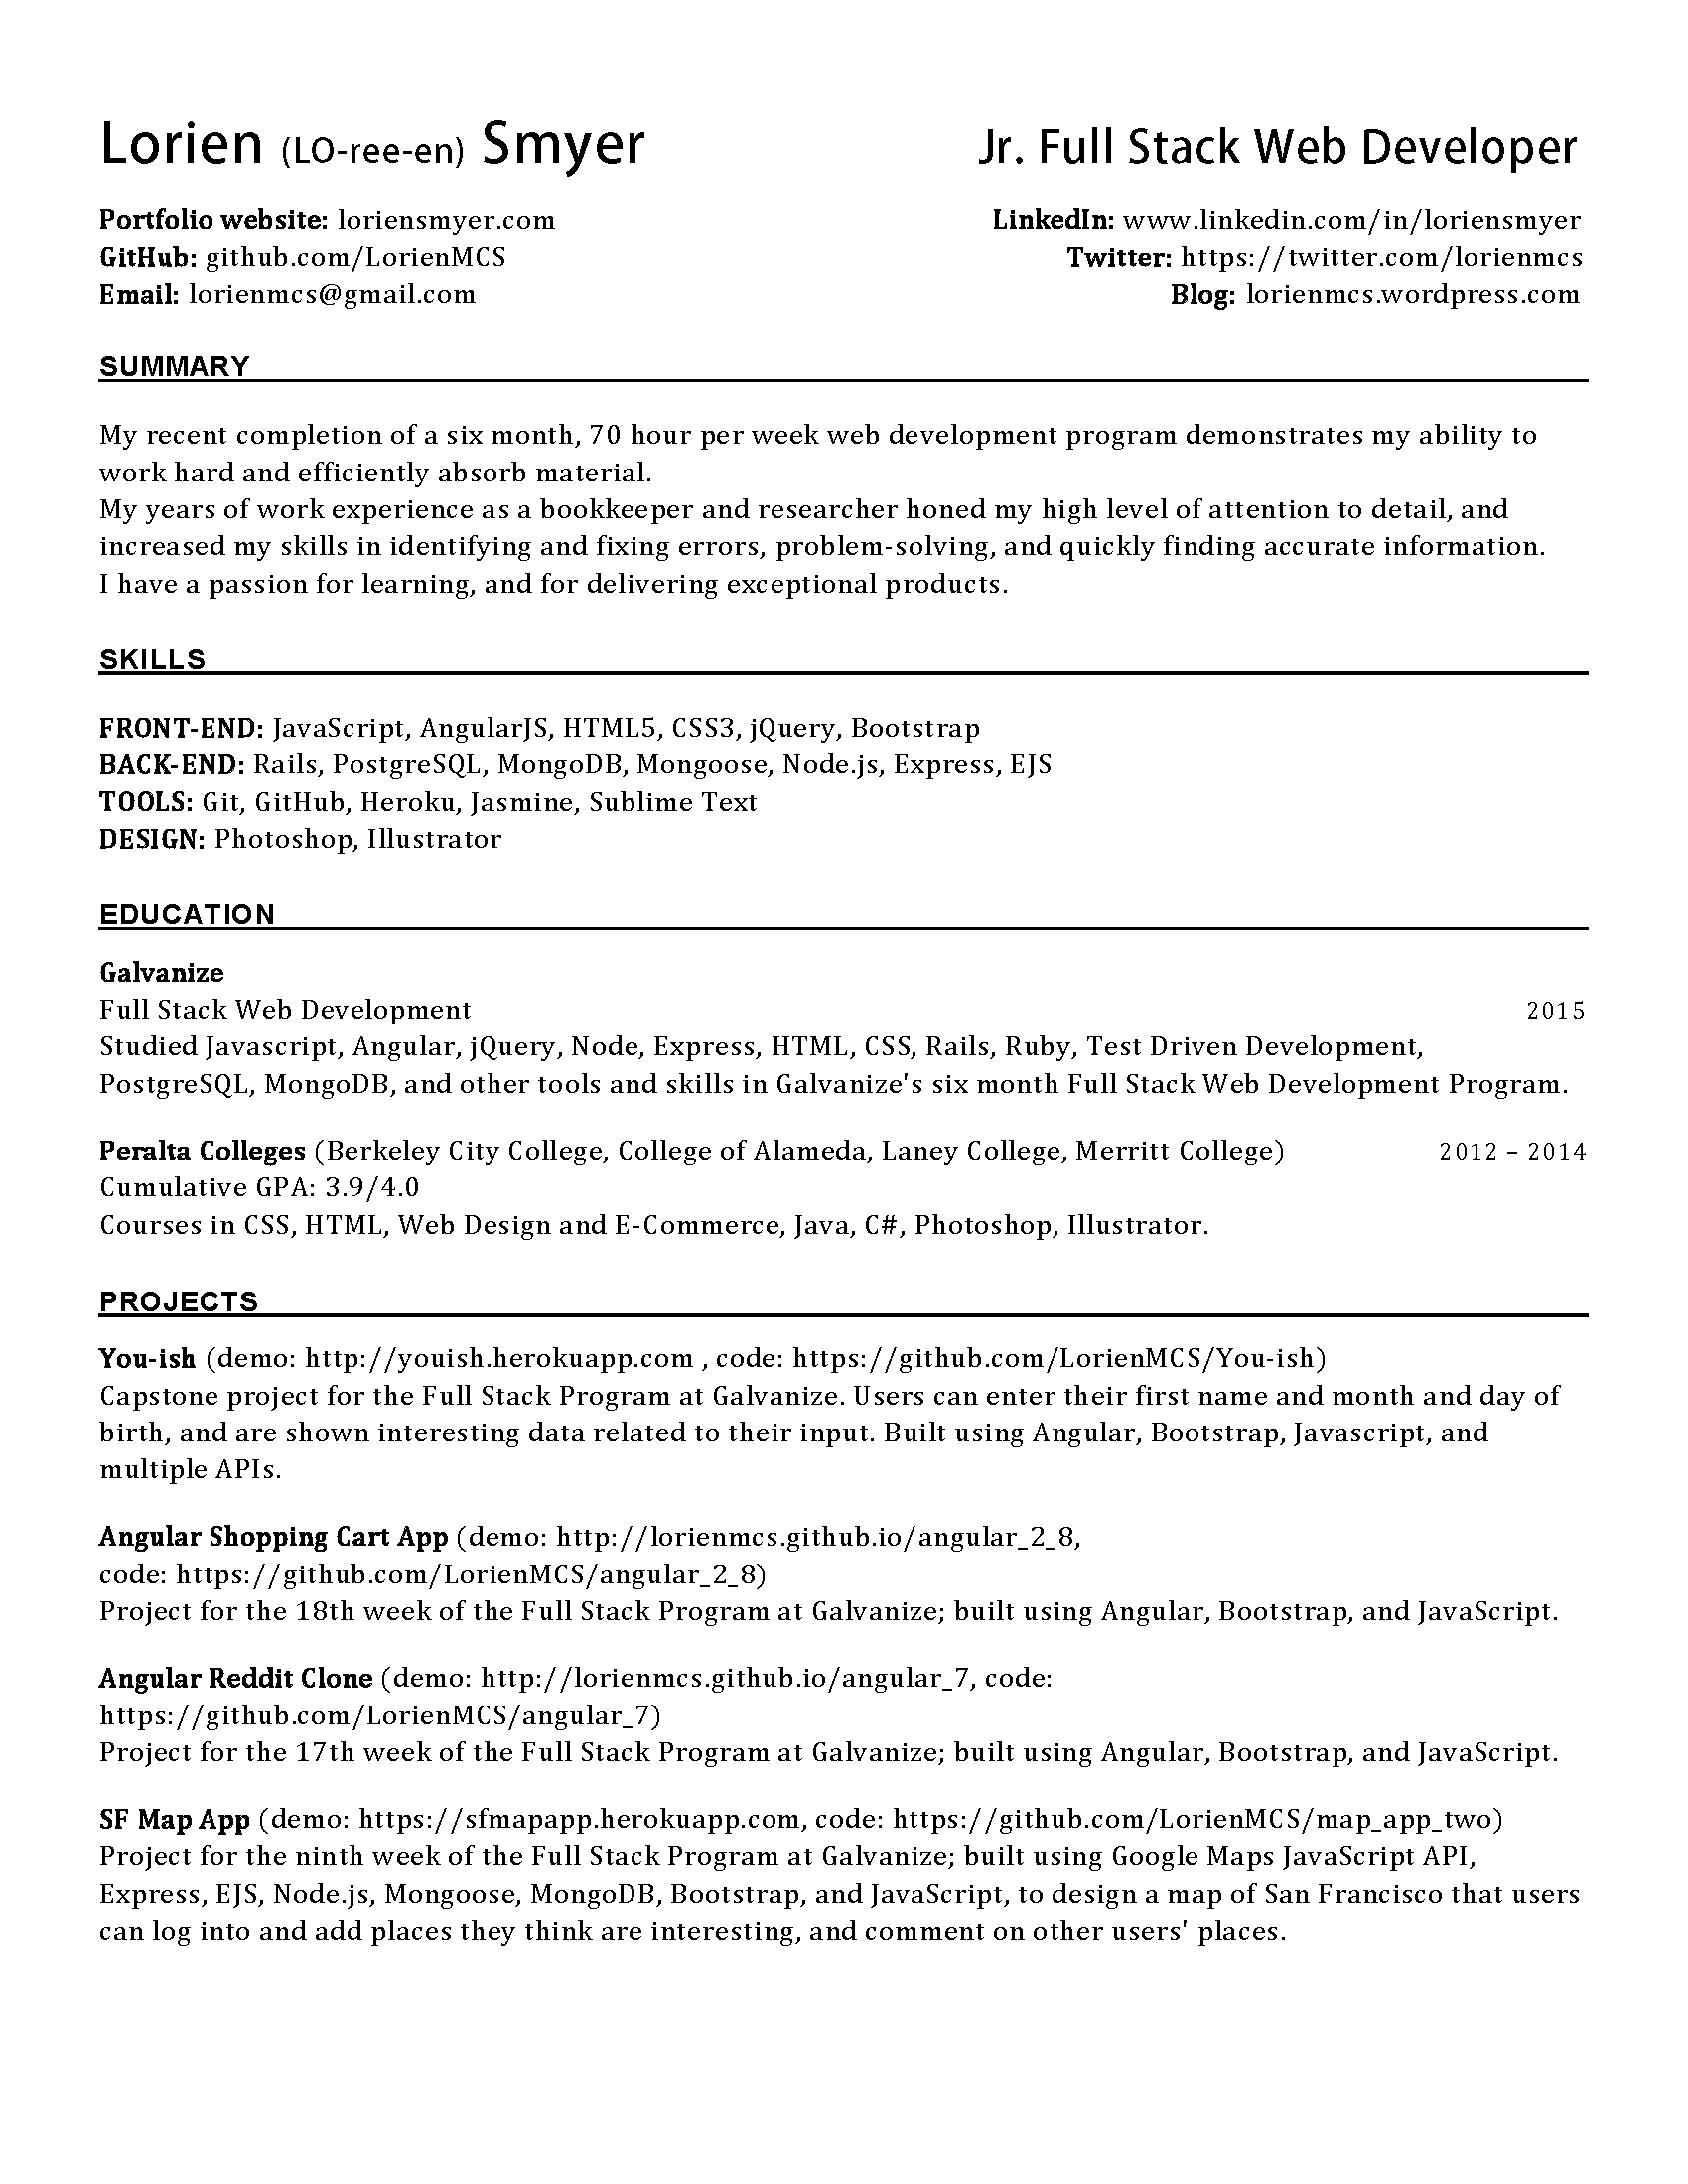 Lorien (LO-ree-en) Smyer Jr. Full Stack Web Developer
Portfolio website: loriensmyer.com LinkedIn: www.linkedin.com/in/loriensmyer
GitHub: github.com/LorienMCS Twitter: https://twitter.com/lorienmcs
Email: lorienmcs@gmail.com Blog: lorienmcs.wordpress.com
SUMMARY
My recent completion of a six month, 70 hour per week web development program demonstrates my ability to
work hard and efficiently absorb material.
My years of work experience as a bookkeeper and researcher honed my high level of attention to detail, and
increased my skills in identifying and fixing errors, problem-solving, and quickly finding accurate information.
I have a passion for learning, and for delivering exceptional products.
SKILLS
FRONT-END: JavaScript, AngularJS, HTML5, CSS3, jQuery, Bootstrap
BACK-END: Rails, PostgreSQL, MongoDB, Mongoose, Node.js, Express, EJS
TOOLS: Git, GitHub, Heroku, Jasmine, Sublime Text
DESIGN: Photoshop, Illustrator
EDUCATION
Galvanize
Full Stack Web Development 2015
Studied Javascript, Angular, jQuery, Node, Express, HTML, CSS, Rails, Ruby, Test Driven Development,
PostgreSQL, MongoDB, and other tools and skills in Galvanize's six month Full Stack Web Development Program.
Peralta Colleges (Berkeley City College, College of Alameda, Laney College, Merritt College) 2012 – 2014
Cumulative GPA: 3.9/4.0
Courses in CSS, HTML, Web Design and E-Commerce, Java, C#, Photoshop, Illustrator.
PROJECTS
You-ish (demo: http://youish.herokuapp.com , code: https://github.com/LorienMCS/You-ish)
Capstone project for the Full Stack Program at Galvanize. Users can enter their first name and month and day of
birth, and are shown interesting data related to their input. Built using Angular, Bootstrap, Javascript, and
multiple APIs.
Angular Shopping Cart App (demo: http://lorienmcs.github.io/angular_2_8,
code: https://github.com/LorienMCS/angular_2_8)
Project for the 18th week of the Full Stack Program at Galvanize; built using Angular, Bootstrap, and JavaScript.
Angular Reddit Clone (demo: http://lorienmcs.github.io/angular_7, code:
https://github.com/LorienMCS/angular_7)
Project for the 17th week of the Full Stack Program at Galvanize; built using Angular, Bootstrap, and JavaScript.
SF Map App (demo: https://sfmapapp.herokuapp.com, code: https://github.com/LorienMCS/map_app_two)
Project for the ninth week of the Full Stack Program at Galvanize; built using Google Maps JavaScript API,
Express, EJS, Node.js, Mongoose, MongoDB, Bootstrap, and JavaScript, to design a map of San Francisco that users
can log into and add places they think are interesting, and comment on other users' places.